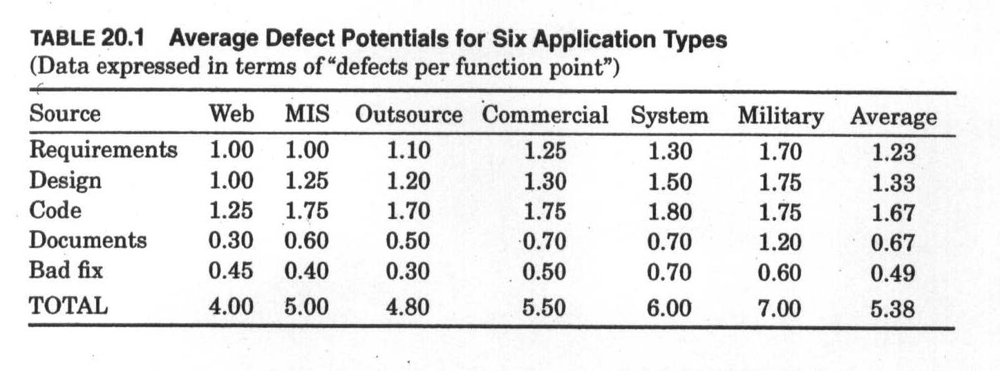 TABLE 20.1 Average Defect Potentials for Six Application Types
(Data expressed in terms of “defects per function point”)
Source Web MIS Outsource Commercial System Military Average
Requirements 1.00 1.00 1.10 1.25 1.30 1.70 1.23
Design 1.00 1.25 1.20 1.30 1.50 1.75 1.33
Code 1.25 1.75 1.70 1.75 1.80 1.75 1.67
Documents 0.30 0.60 0.50 0.70 0.70 1.20 0.67
Bad fix 0.45 0.40 0.30 0.50 0.70 0.60 0.49
TOTAL 4.00 5.00 4.80 5.50 6.00 7.00 5.38